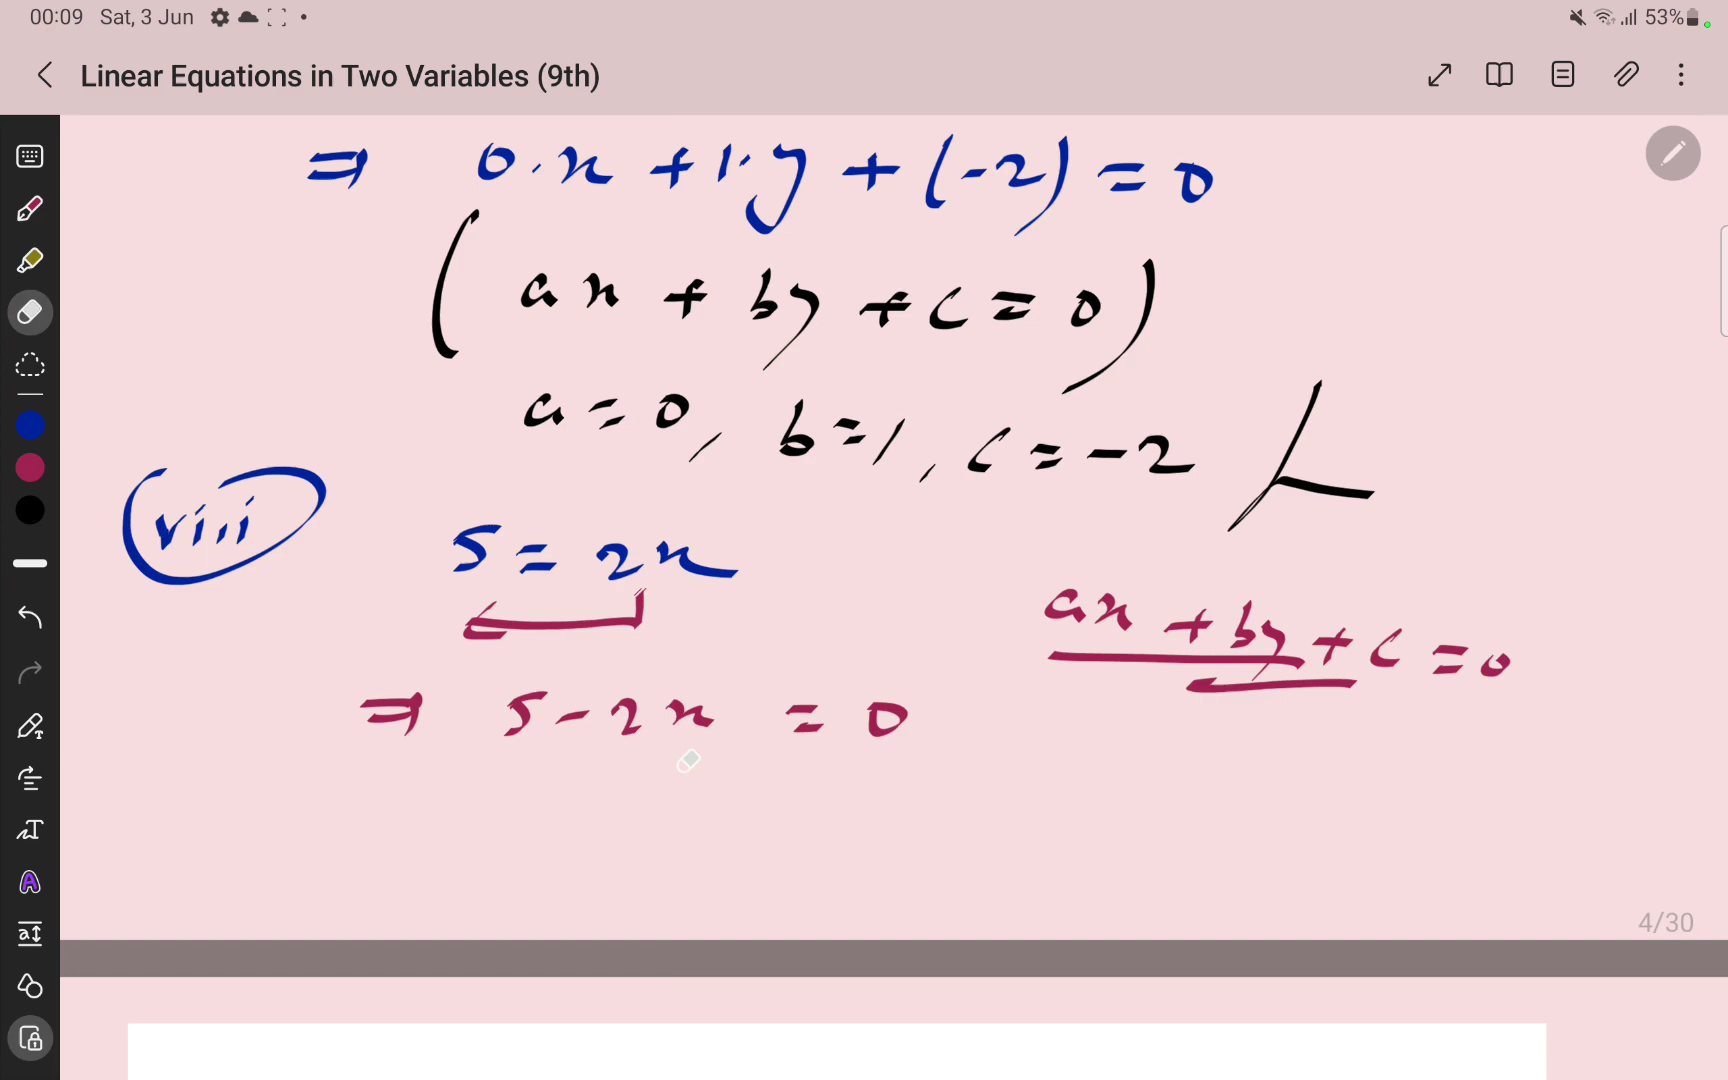 00:09 Sat, 3 Jun 53%
Linear Equations in Two Variables (9th)
⇒ 0·x + 1·y + (-2) = 0
(ax + by + c = 0)
a = 0, b = 1, c = -2
(viii) 5 = 2x
ax + by + c = 0
⇒ 5 - 2x = 0
4/30